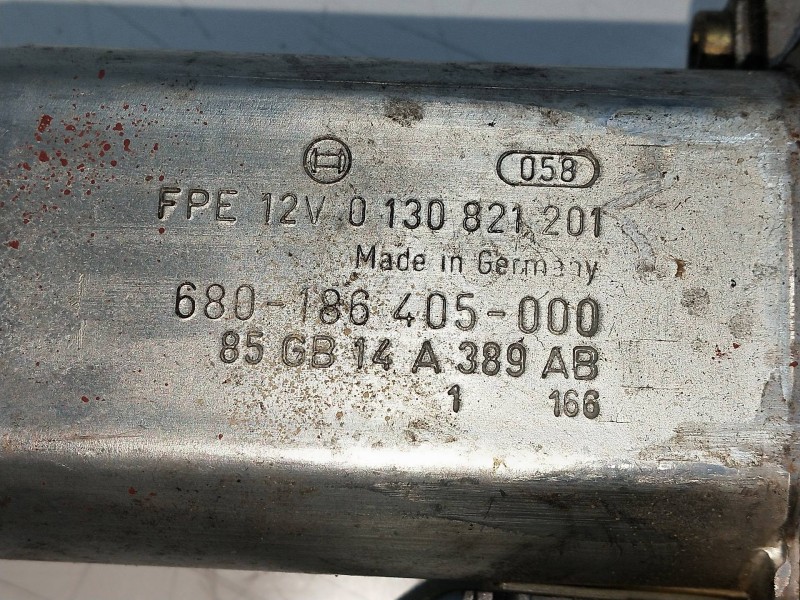 058
FPE 12V 0 130 821 201
Made in Germany
680-186 405-000
85 GB 14 A 389 AB
1 166